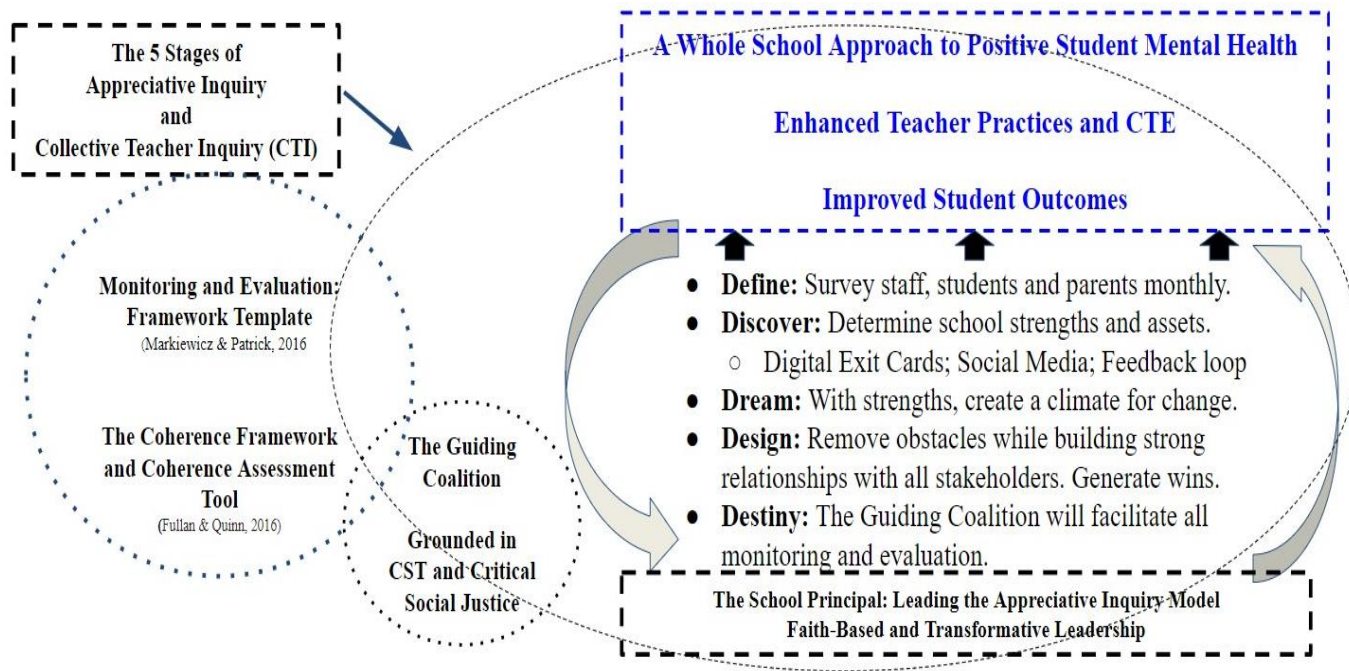 The 5 Stages of
Appreciative Inquiry
and
Collective Teacher Inquiry (CTI)
Monitoring and Evaluation:
Framework Template
(Markiewicz & Patrick, 2016
The Coherence Framework
and Coherence Assessment
Tool
(Fullan & Quinn, 2016)
The Guiding
Coalition
Grounded in
CST and Critical
Social Justice
A Whole School Approach to Positive Student Mental Health
Enhanced Teacher Practices and CTE
Improved Student Outcomes
● Define: Survey staff, students and parents monthly.
● Discover: Determine school strengths and assets.
○ Digital Exit Cards; Social Media; Feedback loop
● Dream: With strengths, create a climate for change.
● Design: Remove obstacles while building strong
relationships with all stakeholders. Generate wins.
● Destiny: The Guiding Coalition will facilitate all
monitoring and evaluation.
The School Principal: Leading the Appreciative Inquiry Model
Faith-Based and Transformative Leadership